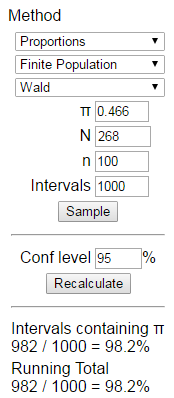 Method
Proportions
Finite Population
Wald
π 0.466
N 268
n 100
Intervals 1000
Sample
Conf level 95 %
Recalculate
Intervals containing π
982 / 1000 = 98.2%
Running Total
982 / 1000 = 98.2%